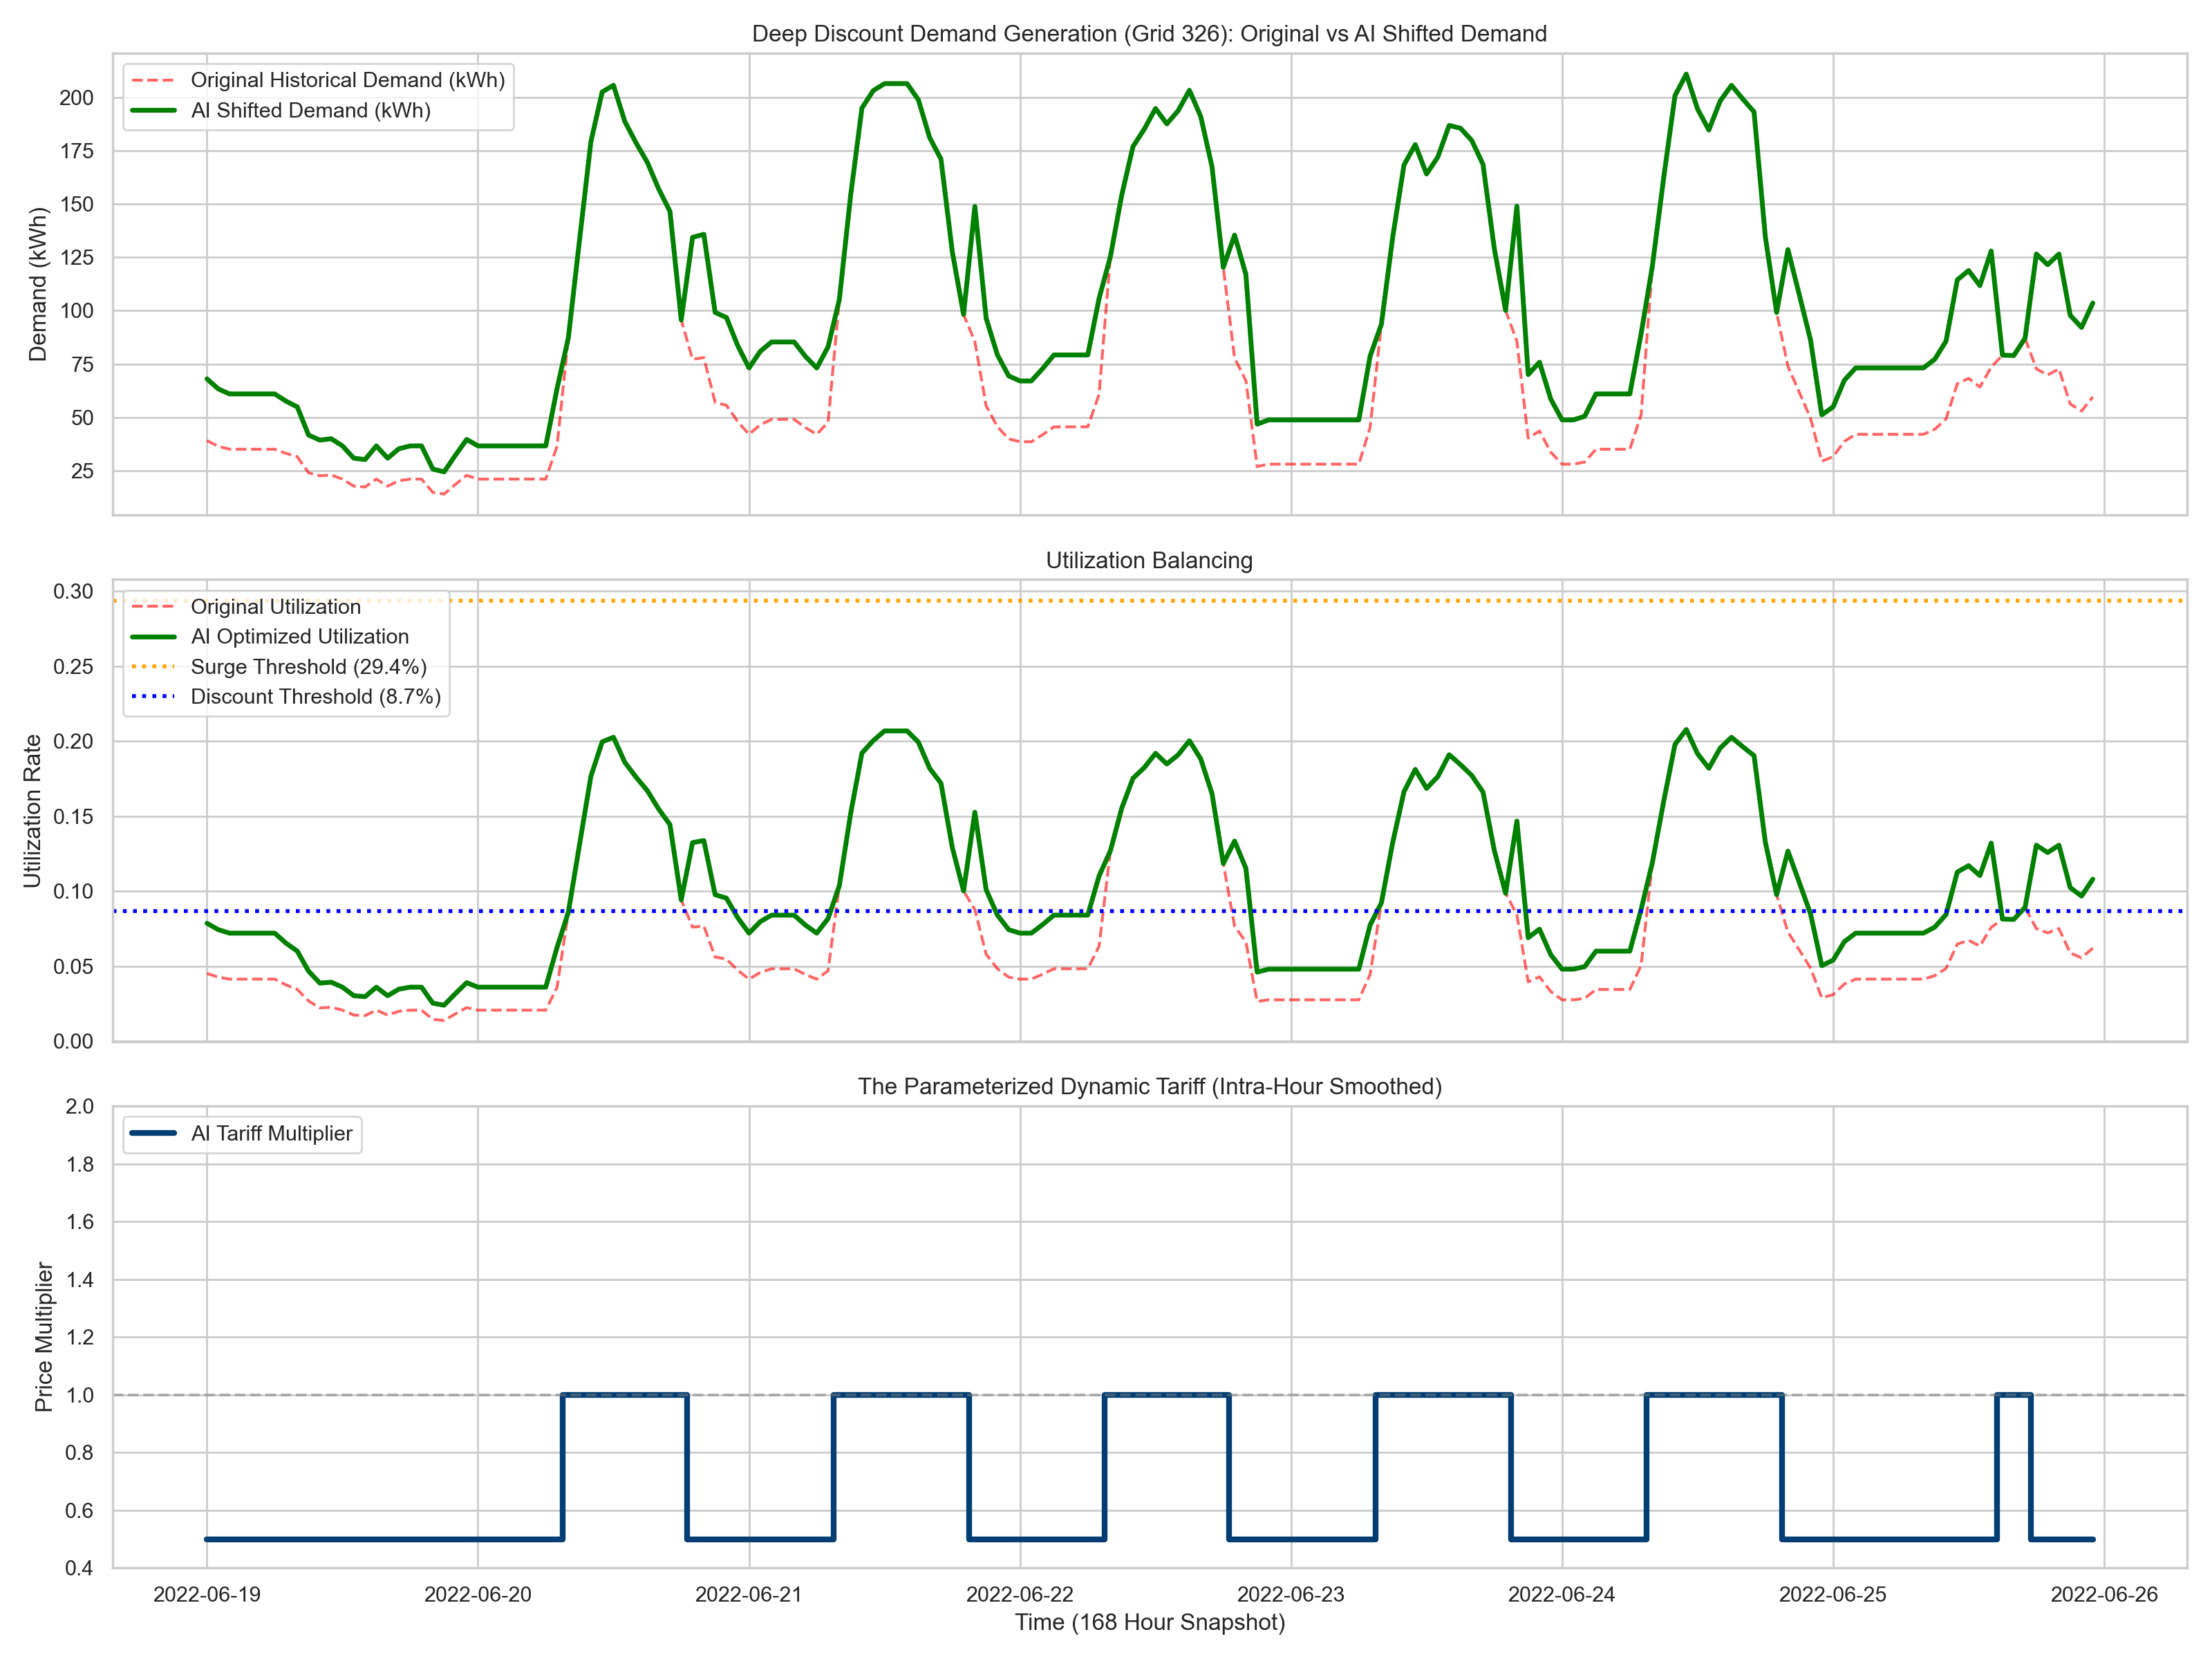 Deep Discount Demand Generation (Grid 326): Original vs AI Shifted Demand
Original Historical Demand (kWh)
AI Shifted Demand (kWh)
Demand (kWh)
200
175
150
125
100
75
50
25
Utilization Balancing
Original Utilization
AI Optimized Utilization
Surge Threshold (29.4%)
Discount Threshold (8.7%)
Utilization Rate
0.30
0.25
0.20
0.15
0.10
0.05
0.00
The Parameterized Dynamic Tariff (Intra-Hour Smoothed)
AI Tariff Multiplier
Price Multiplier
2.0
1.8
1.6
1.4
1.2
1.0
0.8
0.6
0.4
2022-06-19 2022-06-20 2022-06-21 2022-06-22 2022-06-23 2022-06-24 2022-06-25 2022-06-26
Time (168 Hour Snapshot)